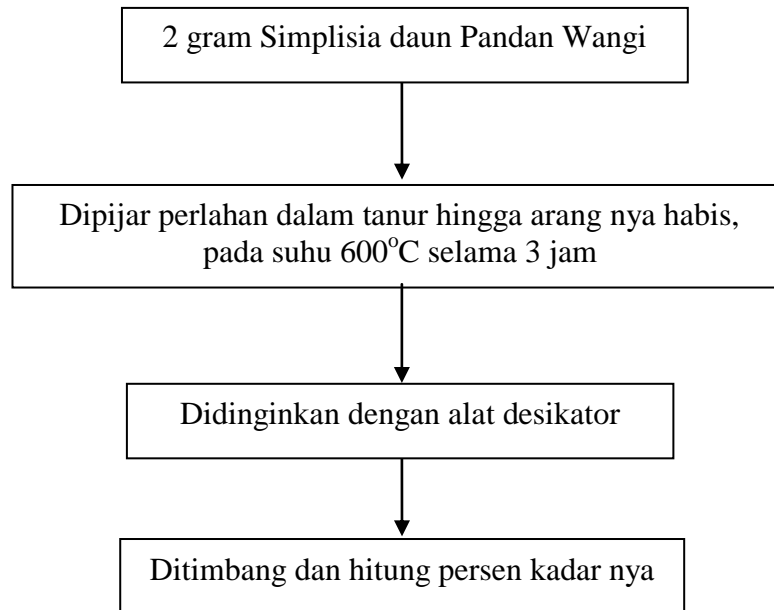 2 gram Simplisia daun Pandan Wangi
Dipijar perlahan dalam tanur hingga arang nya habis,
pada suhu 600°C selama 3 jam
Didinginkan dengan alat desikator
Ditimbang dan hitung persen kadar nya